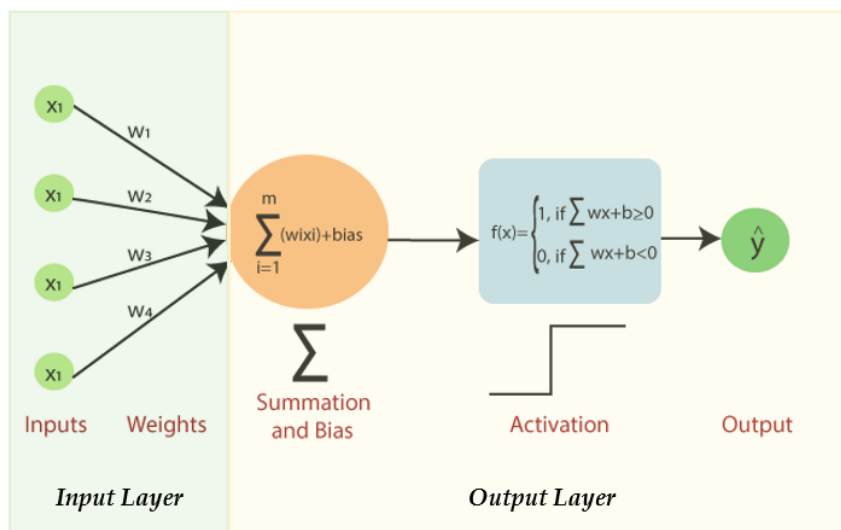 x1
w1
x1
w2
x1
w3
x1
w4
m
∑(wixi)+bias
i=1
f(x)={1, if ∑ wx+b≥0
0, if ∑ wx+b<0
ŷ
∑
Inputs
Weights
Summation
and Bias
Activation
Output
Input Layer
Output Layer